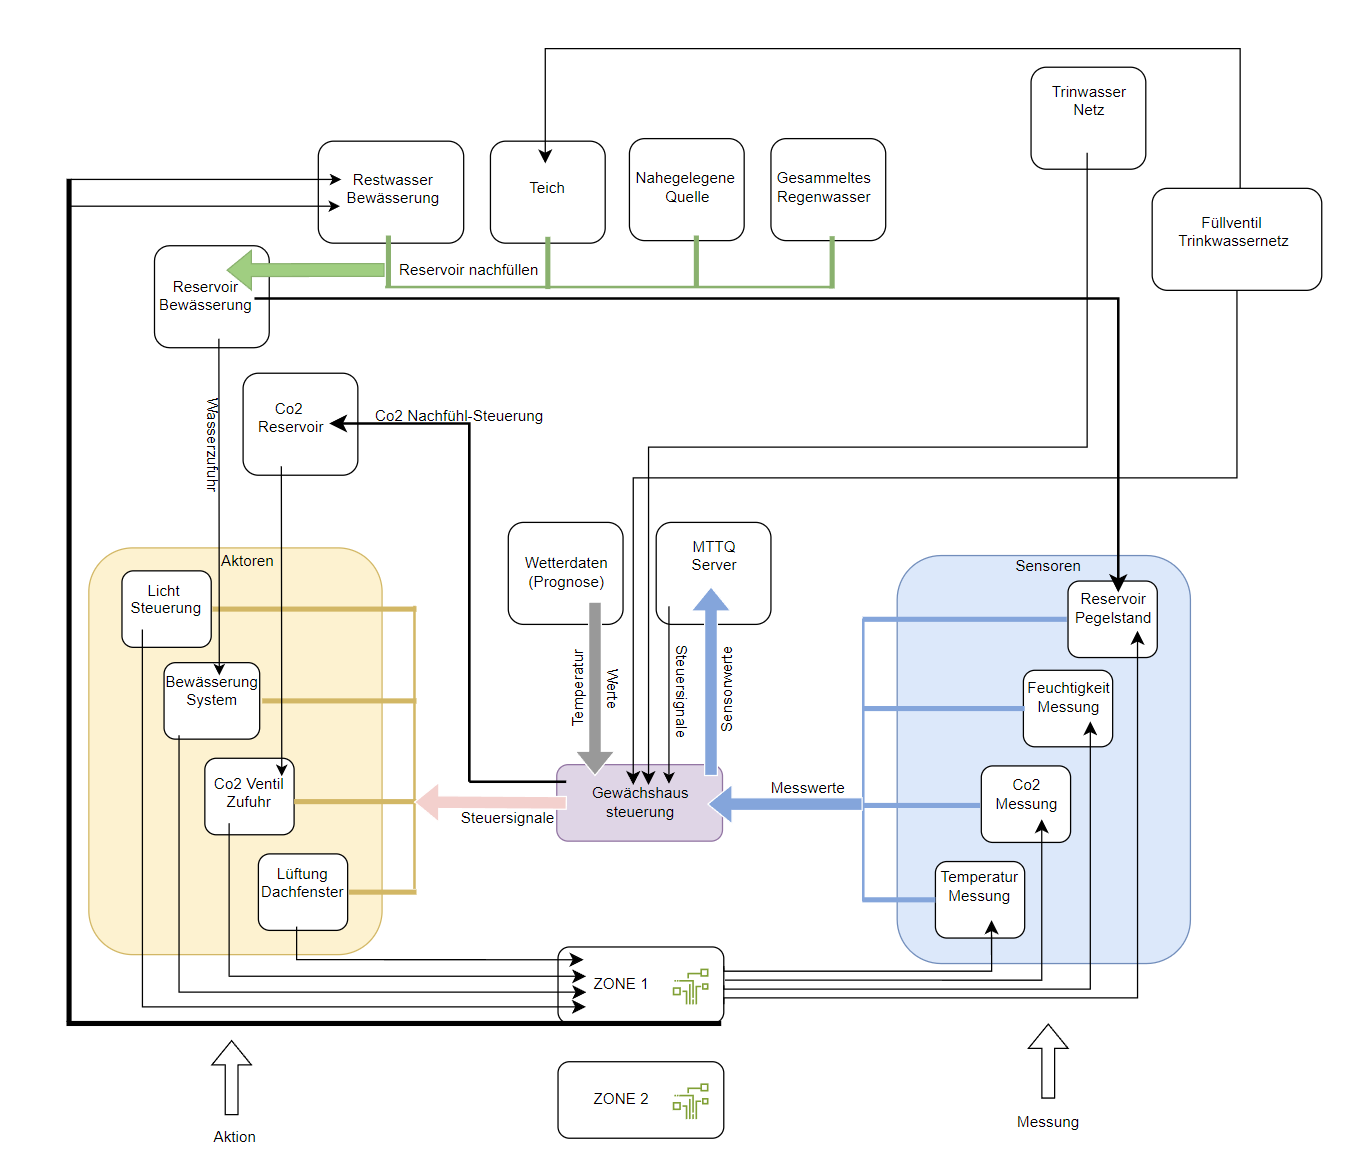 Trinwasser
Netz
Restwasser
Bewässerung
Teich
Nahegelegene
Quelle
Gesammeltes
Regenwasser
Füllventil
Trinkwassernetz
Reservoir nachfüllen
Reservoir
Bewässerung
Wasserzufuhr
Co2
Reservoir
Co2 Nachfühl-Steuerung
Aktoren
Licht
Steuerung
Bewässerung
System
Co2 Ventil
Zufuhr
Lüftung
Dachfenster
Wetterdaten
(Prognose)
MTTQ
Server
Temperatur
Werte
Steuersignale
Sensorwerte
Gewächshaus
steuerung
Steuersignale
Messwerte
Sensoren
Reservoir
Pegelstand
Feuchtigkeit
Messung
Co2
Messung
Temperatur
Messung
ZONE 1
ZONE 2
Aktion
Messung